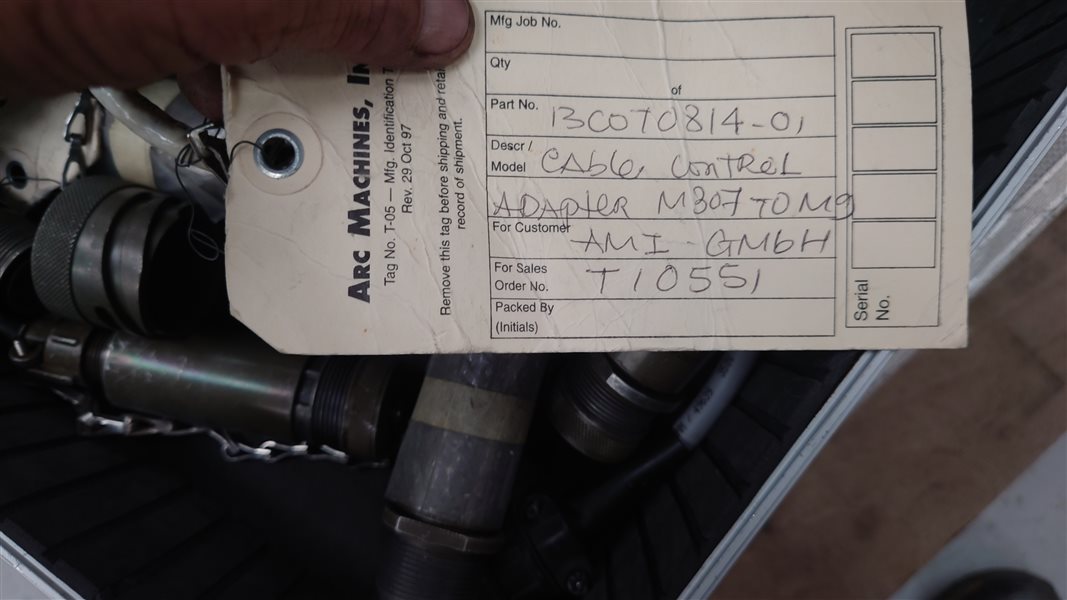 ARC MACHINES, IN
Tag No. T-05 — Mfg. Identification T
Rev. 29 Oct 97
Remove this tag before shipping and retai
record of shipment.
Mfg Job No.
Qty
of
Part No. 13C070814-01
Descr /
Model CABLE, CONTROL
ADAPTER M307 TO M9
For Customer AMI-GMbH
For Sales
Order No. T10551
Packed By
(Initials)
Serial
No.